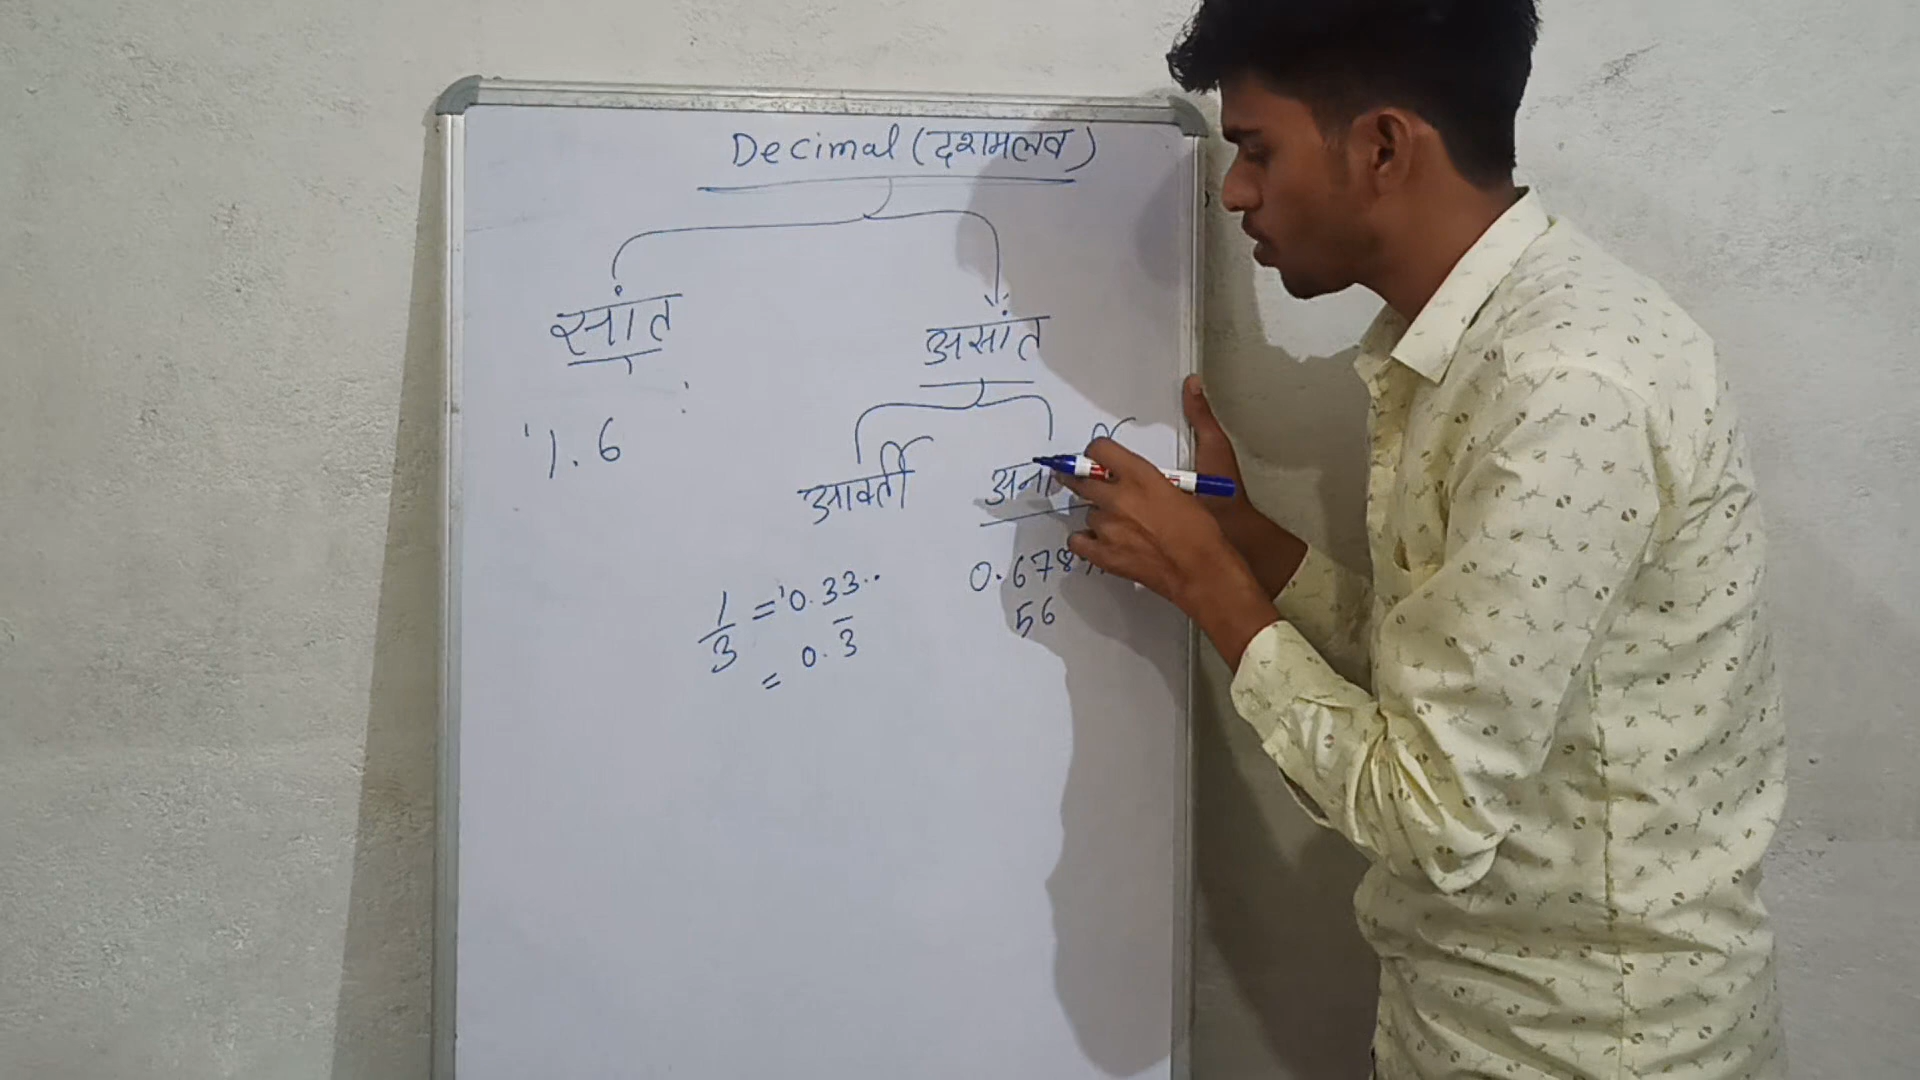 Decimal (दशमलव)
सांत
असांत
1.6
आवर्ती
1/3 = 0.33..
= 0.3̅
0.678
56